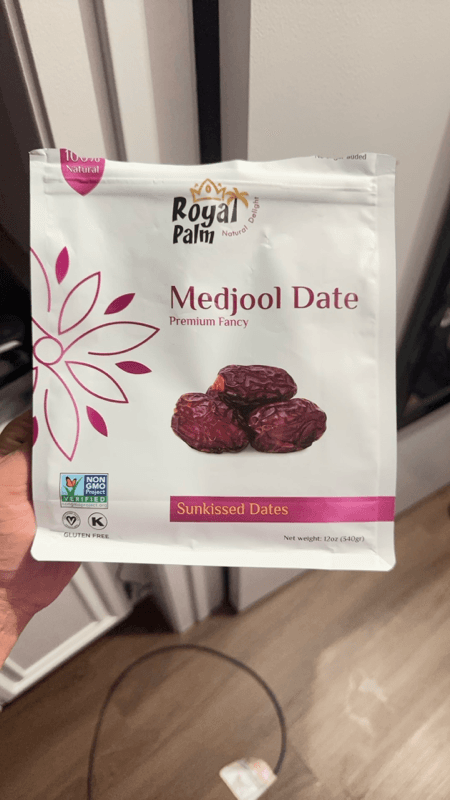 100%
Natural
added
Royal
Palm
Natural Delight
Medjool Date
Premium Fancy
NON
GMO
Project
VERIFIED
K
GLUTEN FREE
Sunkissed Dates
Net weight: 12oz (340gr)